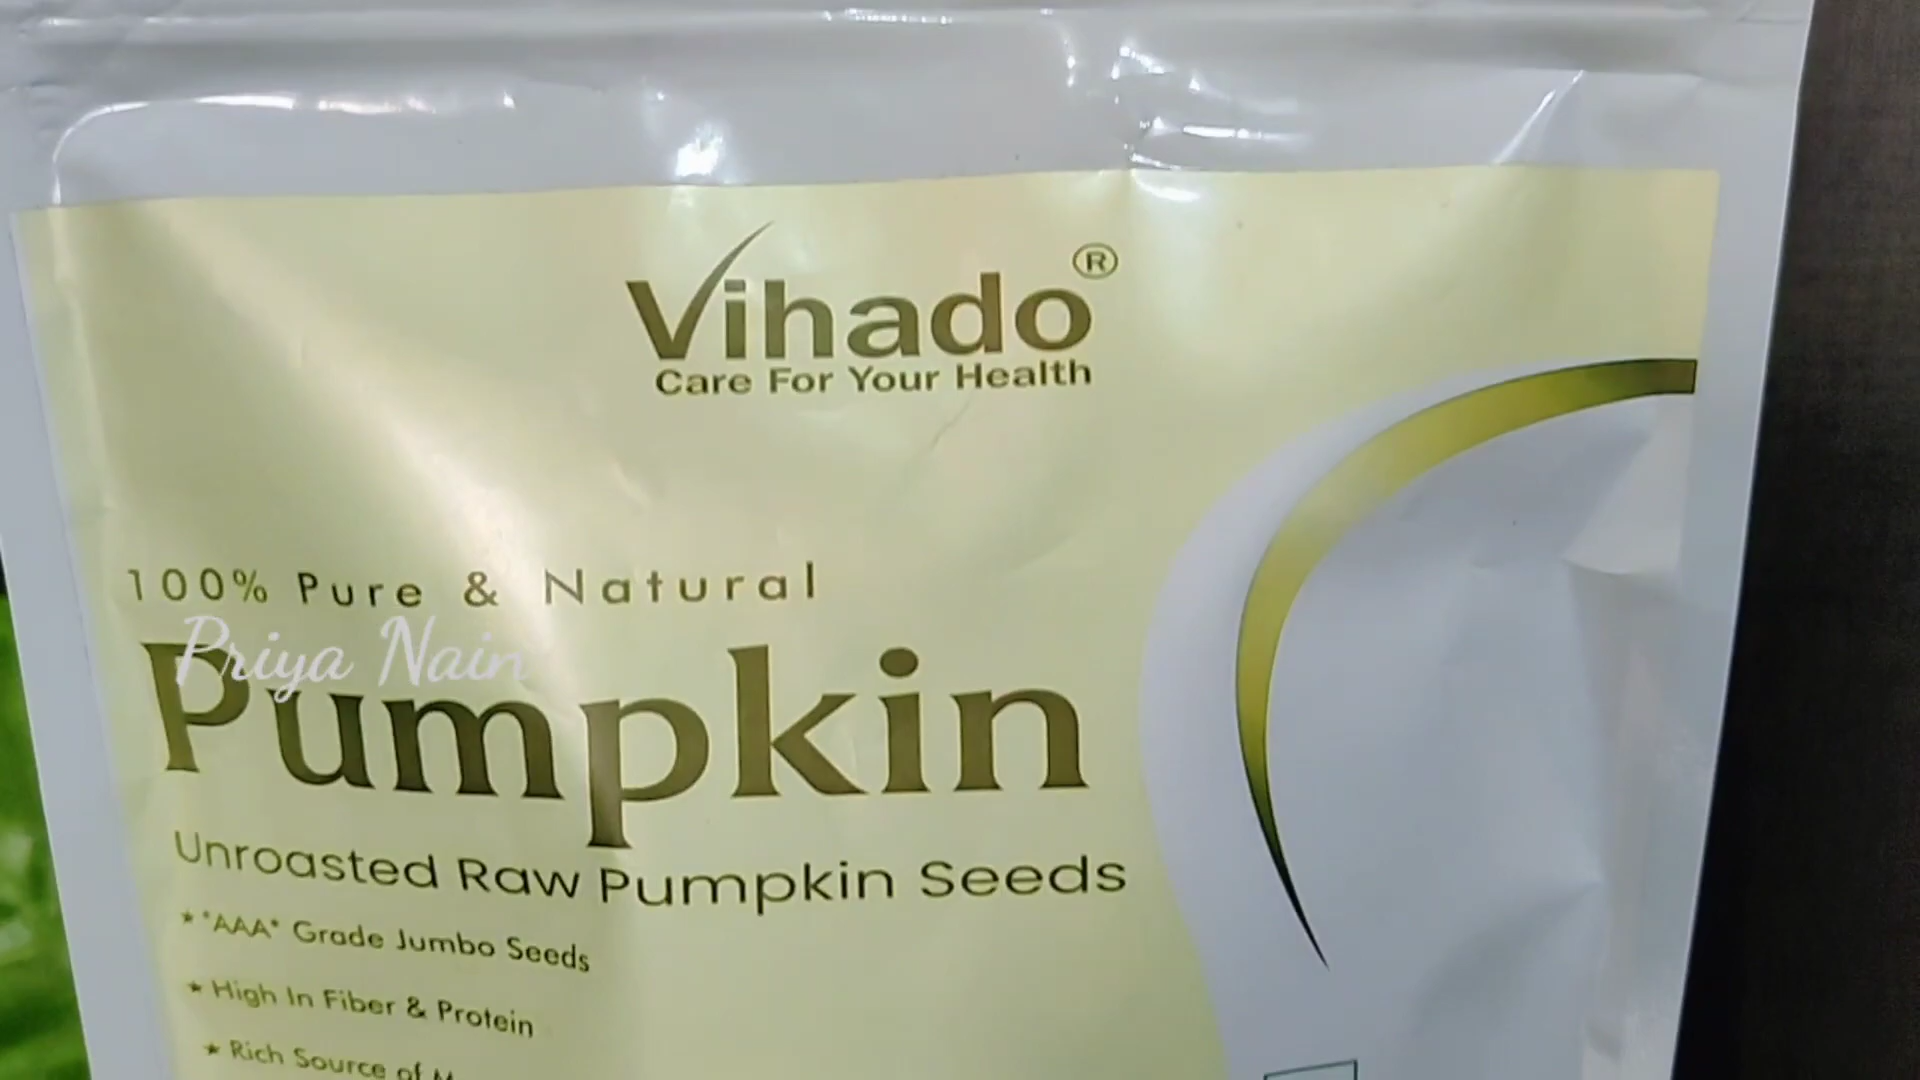 Vihado®
Care For Your Health
100% Pure & Natural
Priya Nain
Pumpkin
Unroasted Raw Pumpkin Seeds
* "AAA" Grade Jumbo Seeds
* High In Fiber & Protein
* Rich Source of